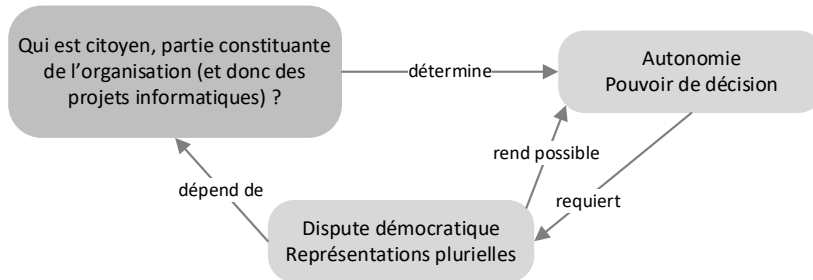 Qui est citoyen, partie constituante
de l'organisation (et donc des
projets informatiques) ?
détermine
Autonomie
Pouvoir de décision
rend possible
dépend de
requiert
Dispute démocratique
Représentations plurielles